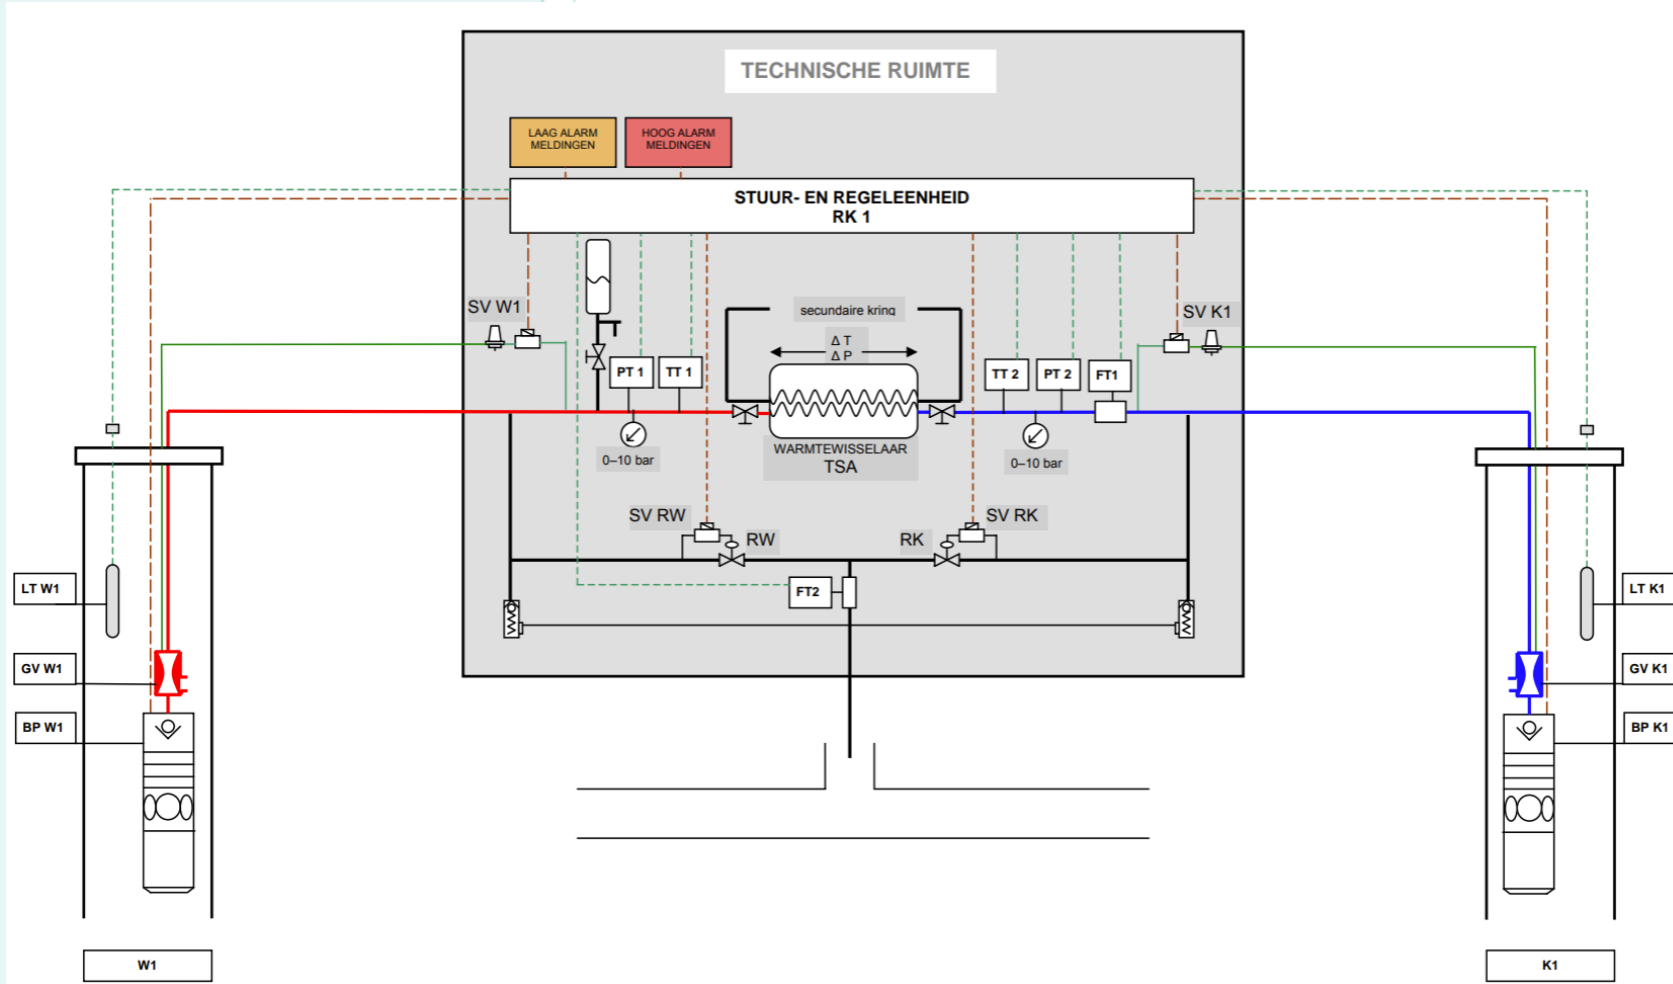 TECHNISCHE RUIMTE
LAAG ALARM
MELDINGEN
HOOG ALARM
MELDINGEN
STUUR- EN REGELEENHEID
RK 1
SV W1
secundaire kring
SV K1
Δ T
Δ P
PT 1
TT 1
TT 2
PT 2
FT1
0–10 bar
WARMTEWISSELAAR
TSA
0–10 bar
SV RW
RW
RK
SV RK
FT2
LT W1
LT K1
GV W1
GV K1
BP W1
BP K1
W1
K1